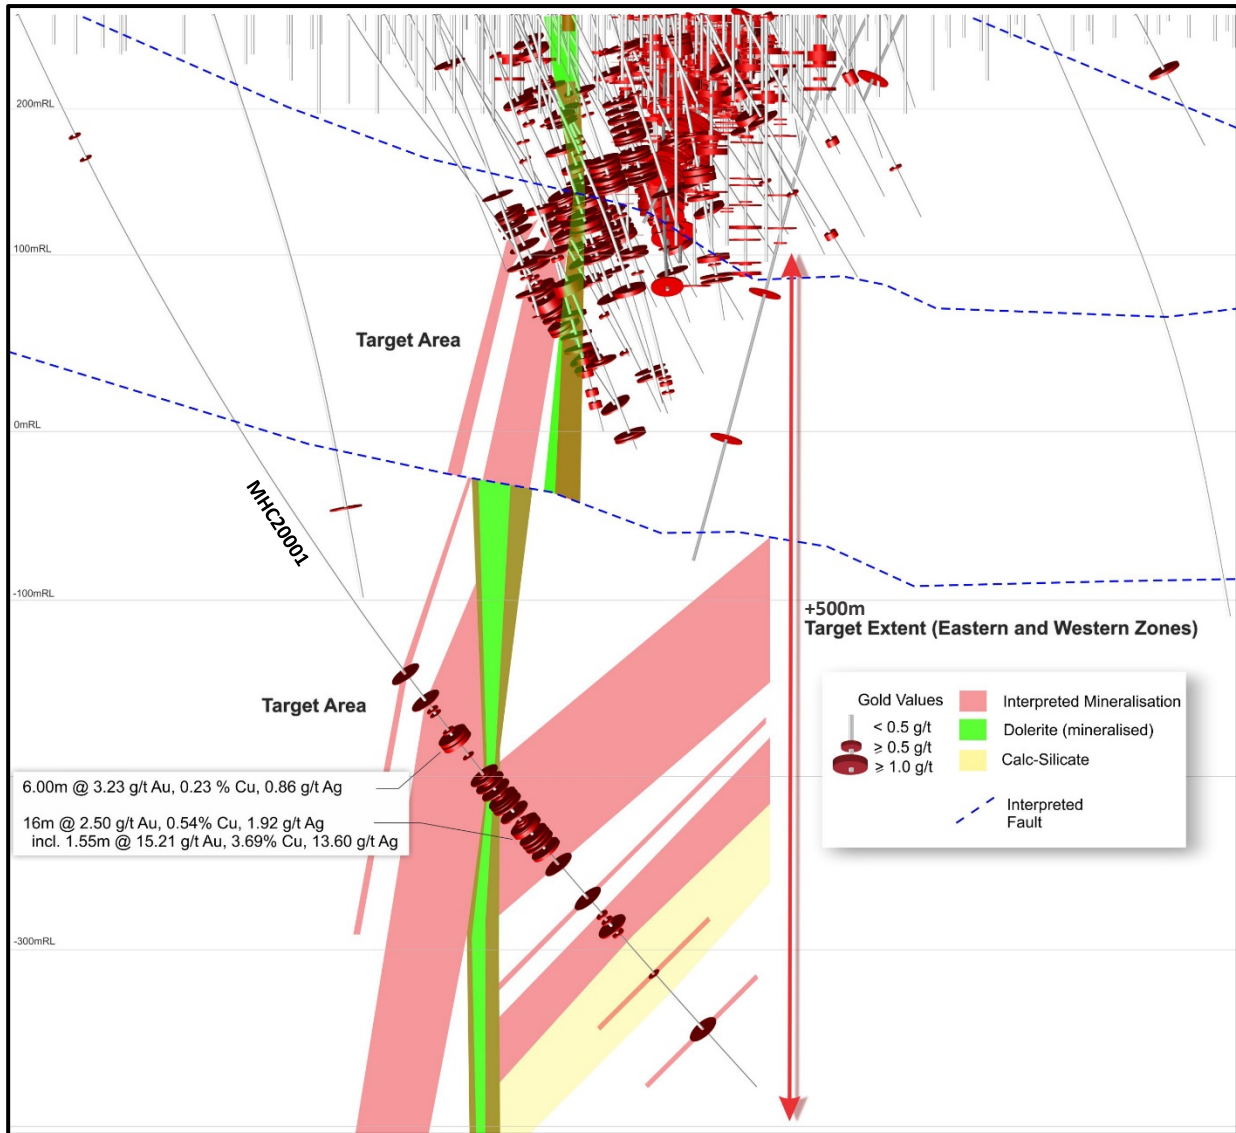 200mRL
100mRL
Target Area
0mRL
MHC20001
-100mRL
+500m
Target Extent (Eastern and Western Zones)
Target Area
Gold Values
< 0.5 g/t
≥ 0.5 g/t
≥ 1.0 g/t
Interpreted Mineralisation
Dolerite (mineralised)
Calc-Silicate
Interpreted
Fault
6.00m @ 3.23 g/t Au, 0.23 % Cu, 0.86 g/t Ag
16m @ 2.50 g/t Au, 0.54% Cu, 1.92 g/t Ag
incl. 1.55m @ 15.21 g/t Au, 3.69% Cu, 13.60 g/t Ag
-300mRL